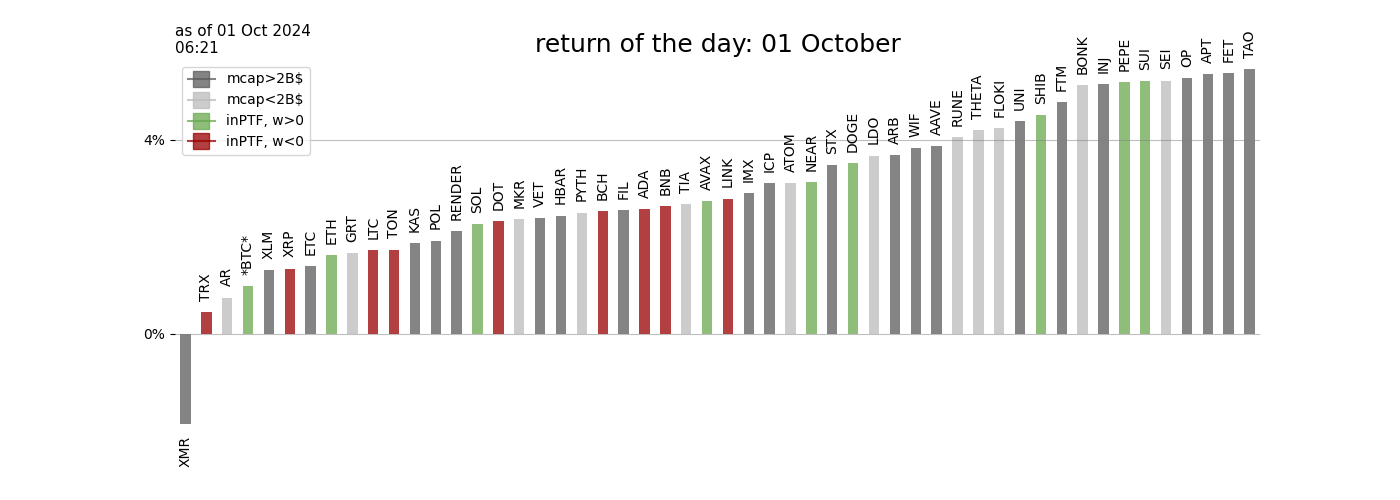 as of 01 Oct 2024
06:21
return of the day: 01 October
mcap>2B$
mcap<2B$
inPTF, w>0
inPTF, w<0
4%
0%
XMR
TRX
AR
*BTC*
XLM
XRP
ETC
ETH
GRT
LTC
TON
KAS
POL
RENDER
SOL
DOT
MKR
VET
HBAR
PYTH
BCH
FIL
ADA
BNB
TIA
AVAX
LINK
IMX
ICP
ATOM
NEAR
STX
DOGE
LDO
ARB
WIF
AAVE
RUNE
THETA
FLOKI
UNI
SHIB
FTM
BONK
INJ
PEPE
SUI
SEI
OP
APT
FET
TAO